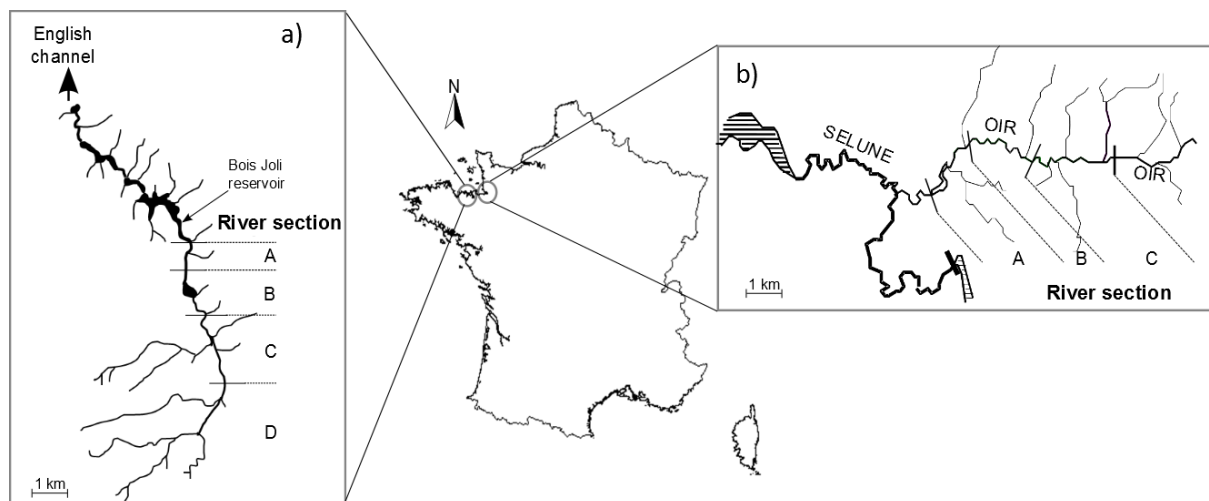 a)
English
channel
Bois Joli
reservoir
River section
A
B
C
D
1 km
N
b)
SELUNE
OIR
OIR
A
B
C
1 km
River section